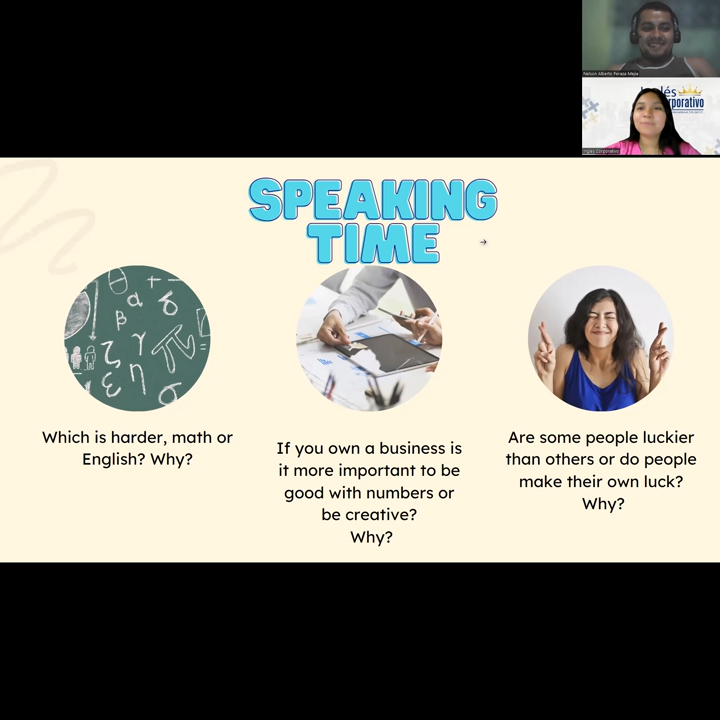 Nelson Alberto Peraza Mejia
Inglés
Corporativo
Inglés Corporativo
SPEAKING
TIME
Which is harder, math or
English? Why?
If you own a business is
it more important to be
good with numbers or
be creative?
Why?
Are some people luckier
than others or do people
make their own luck?
Why?